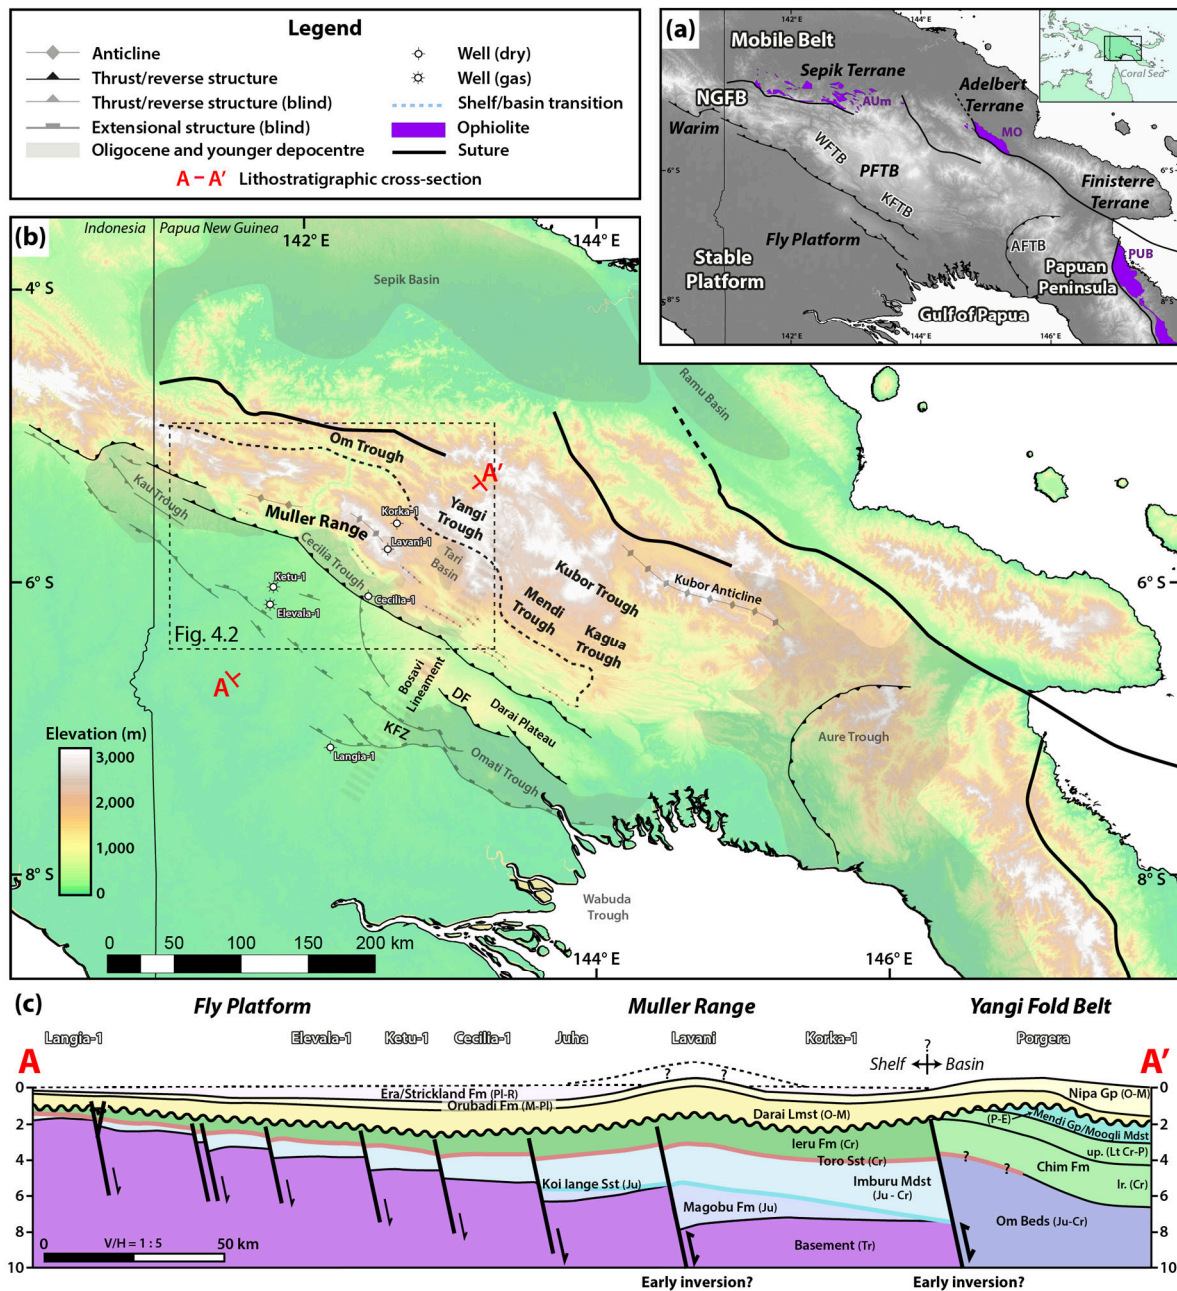 Legend
Anticline
Thrust/reverse structure
Thrust/reverse structure (blind)
Extensional structure (blind)
Oligocene and younger depocentre
Well (dry)
Well (gas)
Shelf/basin transition
Ophiolite
Suture
A – A' Lithostratigraphic cross-section
(a)
142° E
144° E
146° E
Mobile Belt
Sepik Terrane
Adelbert
Terrane
Coral Sea
NGFB
AUm
MO
Warim
WFTB
PFTB
KFTB
6° S
Finisterre
Terrane
Fly Platform
AFTB
PUB
Stable
Platform
Papuan
Peninsula
8° S
Gulf of Papua
142° E
144° E
146° E
(b)
Indonesia
Papua New Guinea
142° E
144° E
4° S
Sepik Basin
Ramu Basin
Om Trough
A'
Kau Trough
Yangi
Trough
Korka-1
Muller Range
Lavani-1
Cecilia Trough
Tari
Basin
6° S
6° S
Ketu-1
Elevala-1
Cecilia-1
Kubor Trough
Kubor Anticline
Mendi
Trough
Kagua
Trough
Fig. 4.2
A
Bosavi
Lineament
DF
Darai Plateau
KFZ
Langia-1
Omati Trough
Aure Trough
Elevation (m)
3,000
2,000
1,000
0
8° S
8° S
Wabuda
Trough
0 50 100 150 200 km
144° E
146° E
(c)
Fly Platform
Muller Range
Yangi Fold Belt
Langia-1
Elevala-1
Ketu-1
Cecilia-1
Juha
Lavani
Korka-1
Porgera
A
A'
?
Shelf
Basin
? ?
0
2
4
6
8
10
0
2
4
6
8
10
Era/Strickland Fm (Pl-R)
Orubadi Fm (M-Pl)
Darai Lmst (O-M)
Nipa Gp (O-M)
(P-E)
Mendi Gp/Moogli Mdst
Ieru Fm (Cr)
up. (Lt Cr-P)
Toro Sst (Cr)
? ?
Chim Fm
lr. (Cr)
Koi Iange Sst (Ju)
Imburu Mdst
(Ju - Cr)
Magobu Fm (Ju)
Om Beds (Ju-Cr)
Basement (Tr)
0 V/H = 1 : 5 50 km
Early inversion?
Early inversion?